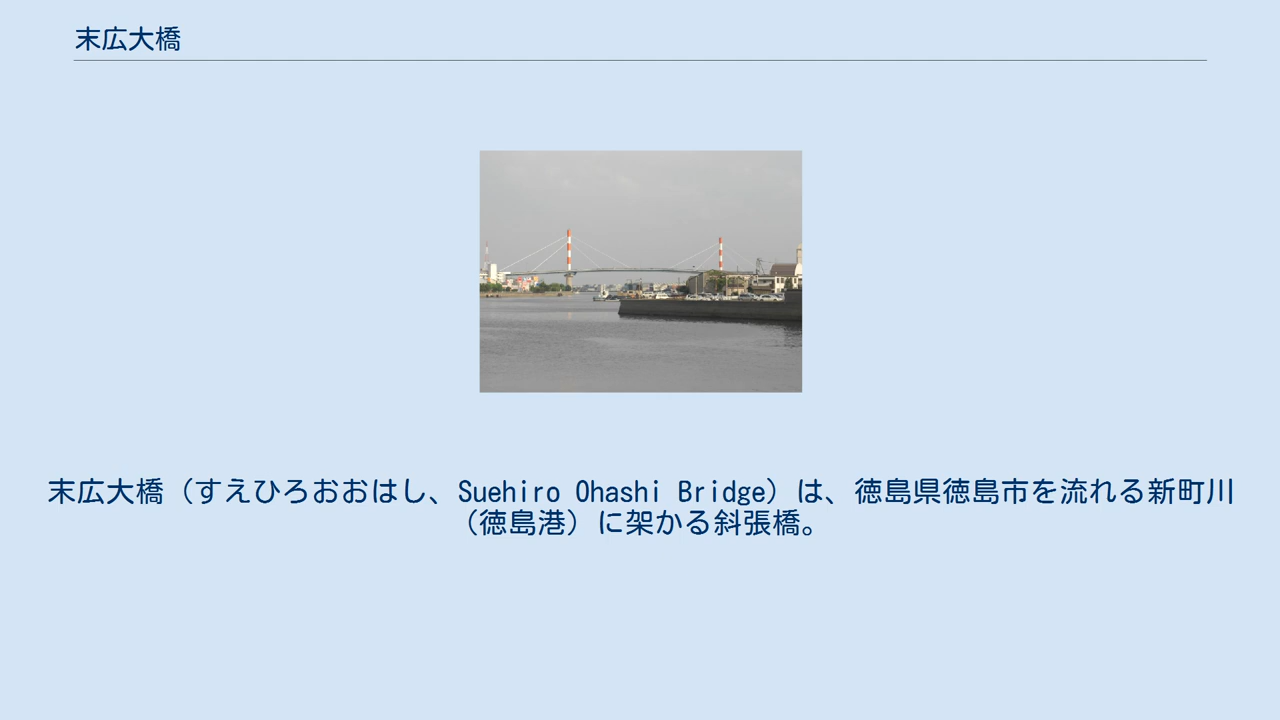 末広大橋
末広大橋（すえひろおおはし、Suehiro Ohashi Bridge）は、徳島県徳島市を流れる新町川
（徳島港）に架かる斜張橋。